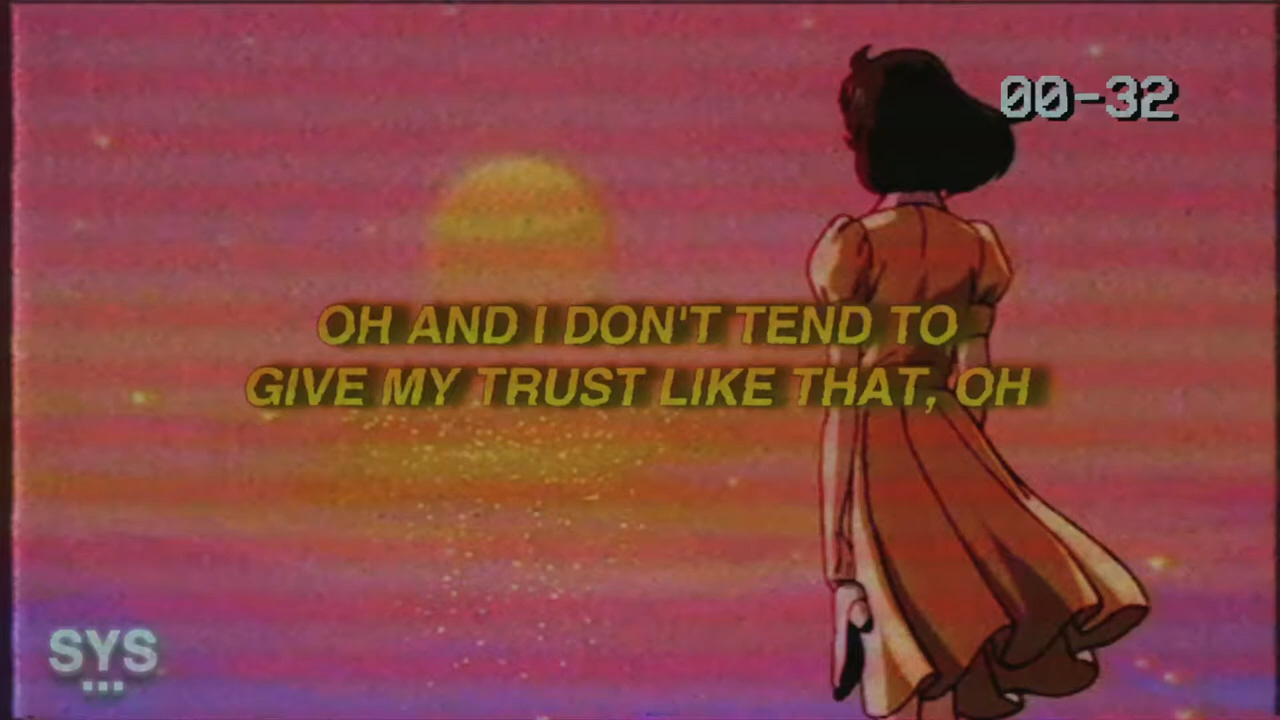 00-32
OH AND I DON'T TEND TO
GIVE MY TRUST LIKE THAT, OH
SYS